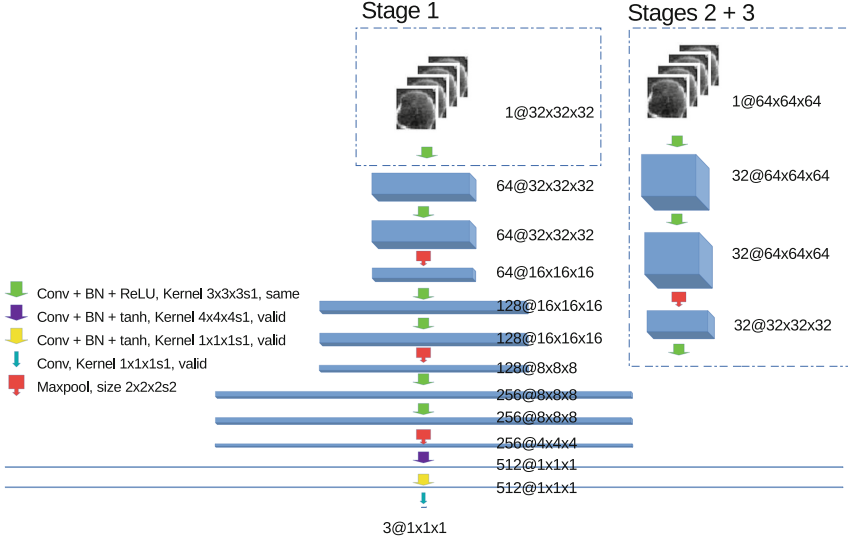 Stage 1
Stages 2 + 3
1@32x32x32
64@32x32x32
64@32x32x32
64@16x16x16
128@16x16x16
128@16x16x16
128@8x8x8
256@8x8x8
256@8x8x8
256@4x4x4
512@1x1x1
512@1x1x1
3@1x1x1
1@64x64x64
32@64x64x64
32@64x64x64
32@32x32x32
Conv + BN + ReLU, Kernel 3x3x3s1, same
Conv + BN + tanh, Kernel 4x4x4s1, valid
Conv + BN + tanh, Kernel 1x1x1s1, valid
Conv, Kernel 1x1x1s1, valid
Maxpool, size 2x2x2s2